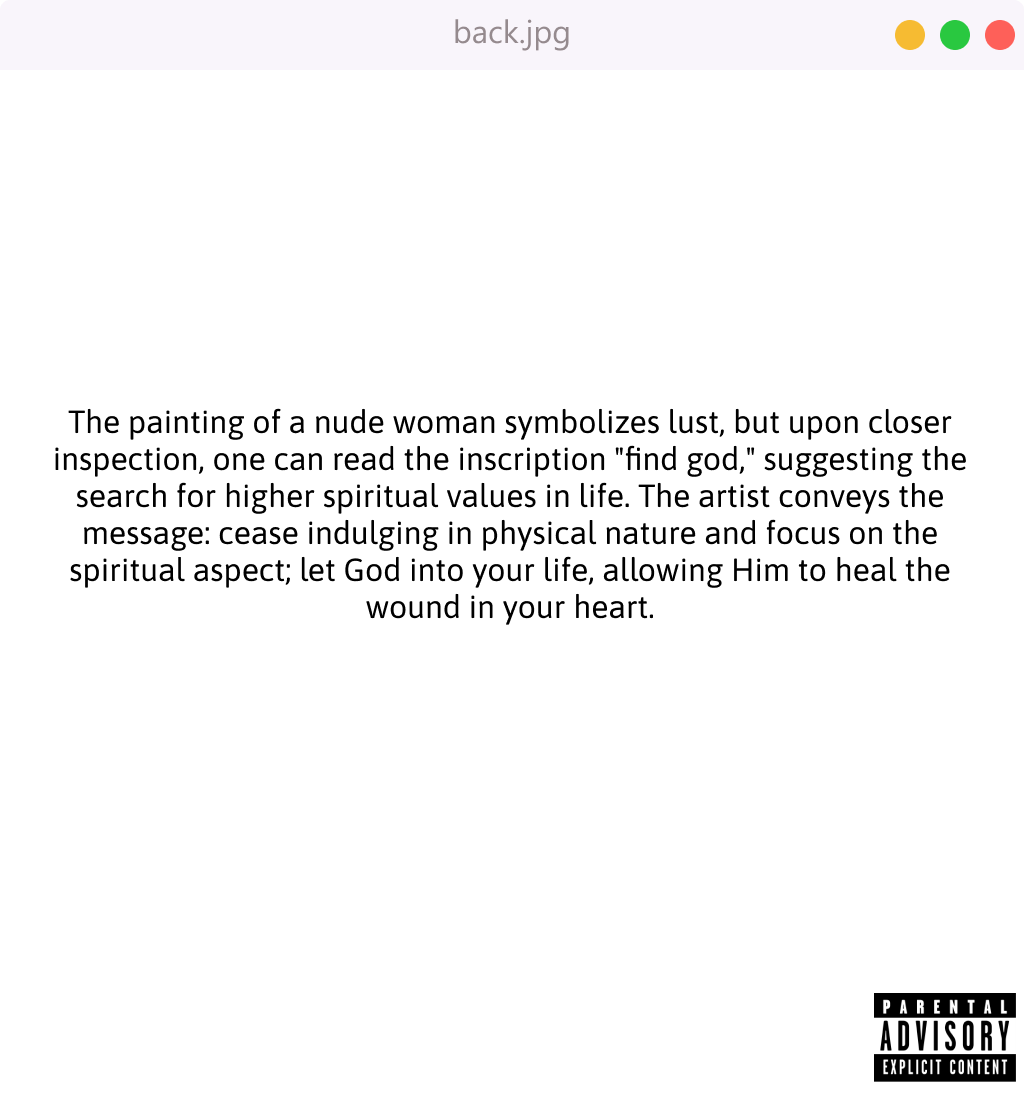 back.jpg
The painting of a nude woman symbolizes lust, but upon closer
inspection, one can read the inscription "find god," suggesting the
search for higher spiritual values in life. The artist conveys the
message: cease indulging in physical nature and focus on the
spiritual aspect; let God into your life, allowing Him to heal the
wound in your heart.
PARENTAL
ADVISORY
EXPLICIT CONTENT